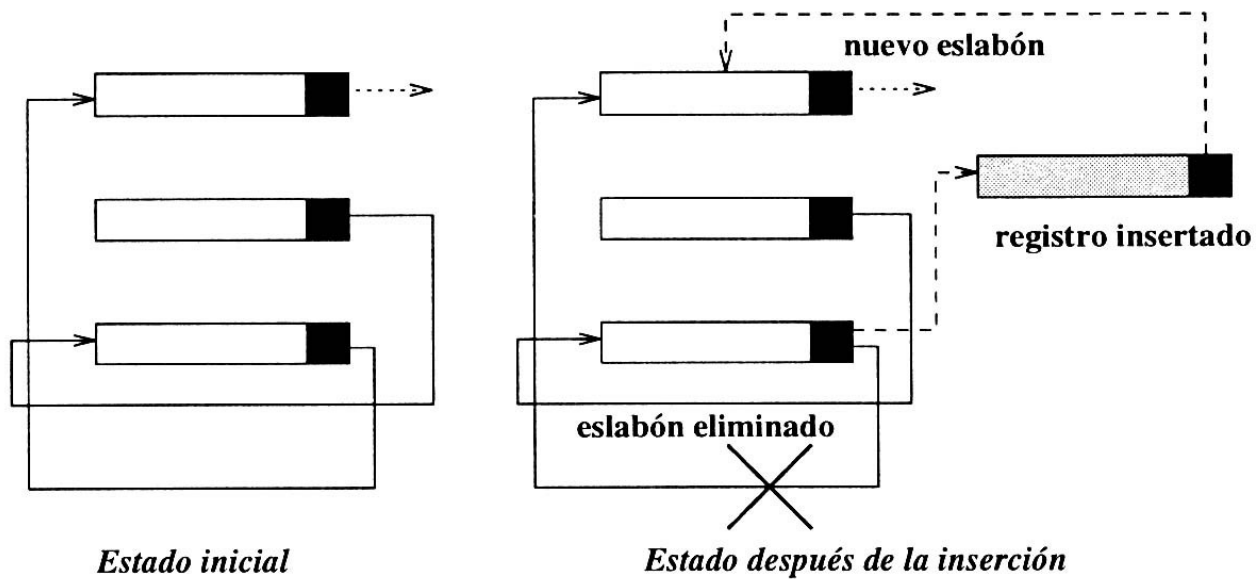 nuevo eslabón
registro insertado
eslabón eliminado
Estado inicial
Estado después de la inserción